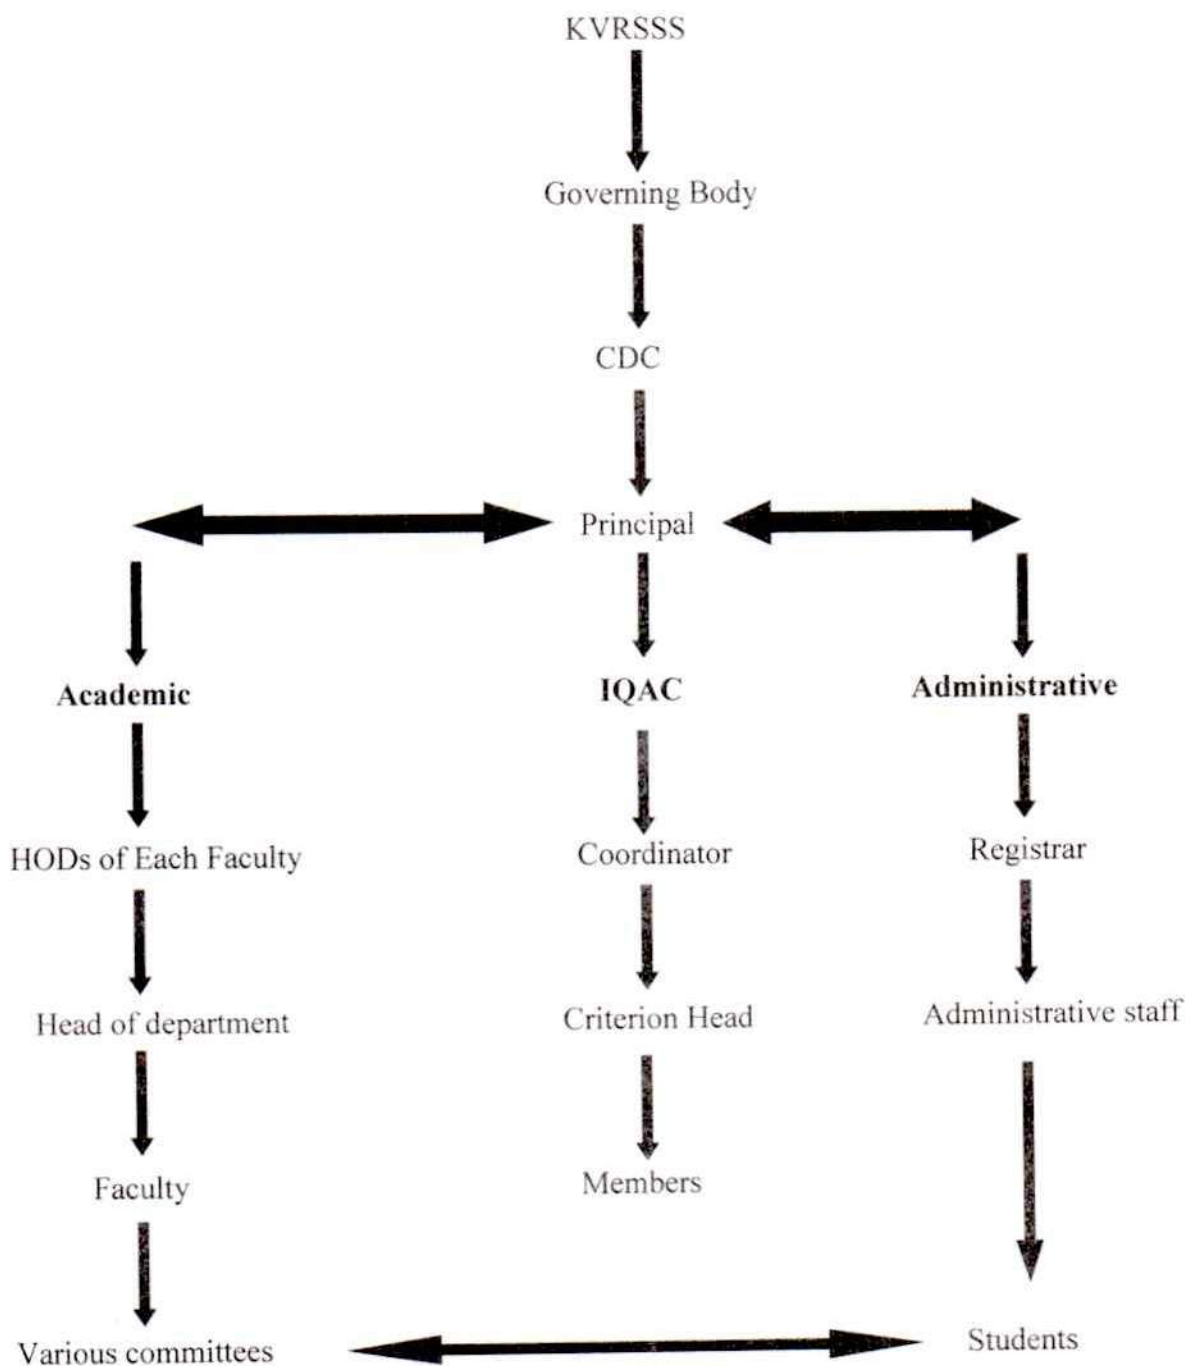 KVRSSS
Governing Body
CDC
Principal
Academic
IQAC
Administrative
HODs of Each Faculty
Coordinator
Registrar
Head of department
Criterion Head
Administrative staff
Faculty
Members
Various committees
Students